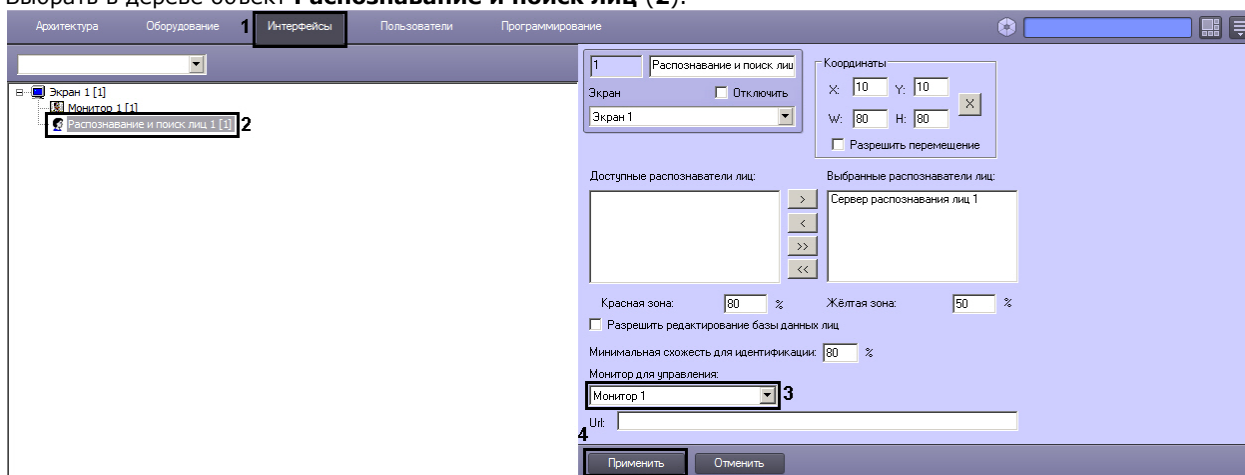 Выбрать в дереве объект Распознавание и поиск лиц (2).
Архитектура Оборудование 1 Интерфейсы Пользователи Программирование
Экран 1 [1]
Монитор 1 [1]
Распознавание и поиск лиц 1 [1] 2
1 Распознавание и поиск лиц
Экран Отключить
Экран 1
Координаты
X: 10 Y: 10
X
W: 80 H: 80
Разрешить перемещение
Доступные распознаватели лиц:
Выбранные распознаватели лиц:
Сервер распознавания лиц 1
>
<
>>
<<
Красная зона: 80 % Жёлтая зона: 50 %
Разрешить редактирование базы данных лиц
Минимальная схожесть для идентификации: 80 %
Монитор для управления:
Монитор 1 3
Url:
4
Применить Отменить